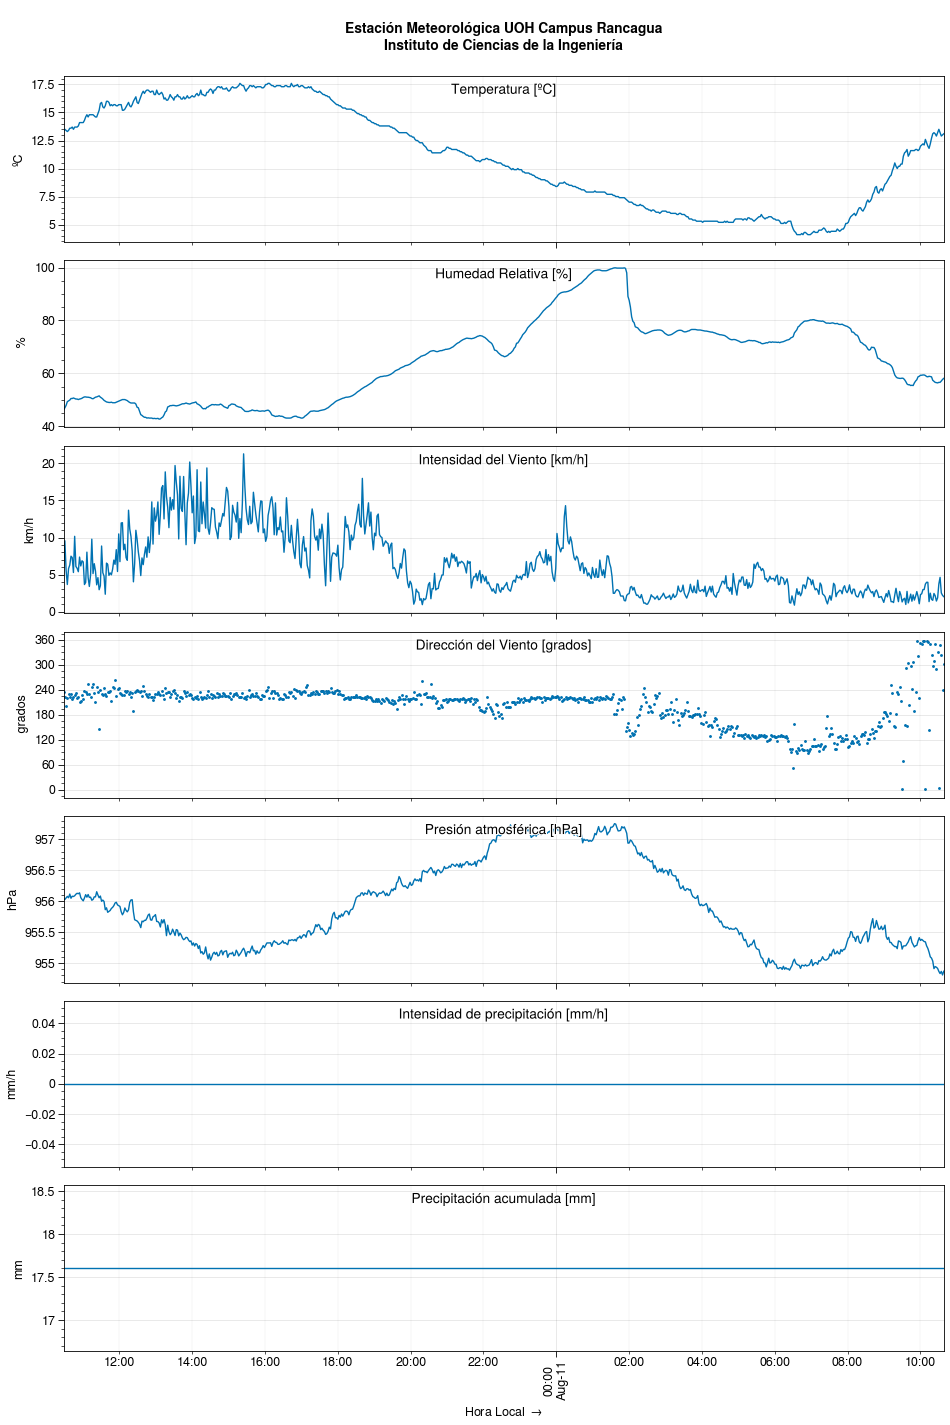 Estación Meteorológica UOH Campus Rancagua
Instituto de Ciencias de la Ingeniería
Temperatura [ºC]
ºC
17.5
15
12.5
10
7.5
5
Humedad Relativa [%]
%
100
80
60
40
Intensidad del Viento [km/h]
km/h
20
15
10
5
0
Dirección del Viento [grados]
grados
360
300
240
180
120
60
0
Presión atmosférica [hPa]
hPa
957
956.5
956
955.5
955
Intensidad de precipitación [mm/h]
mm/h
0.04
0.02
0
−0.02
−0.04
Precipitación acumulada [mm]
mm
18.5
18
17.5
17
12:00 14:00 16:00 18:00 20:00 22:00 00:00 02:00 04:00 06:00 08:00 10:00
Aug-11
Hora Local →